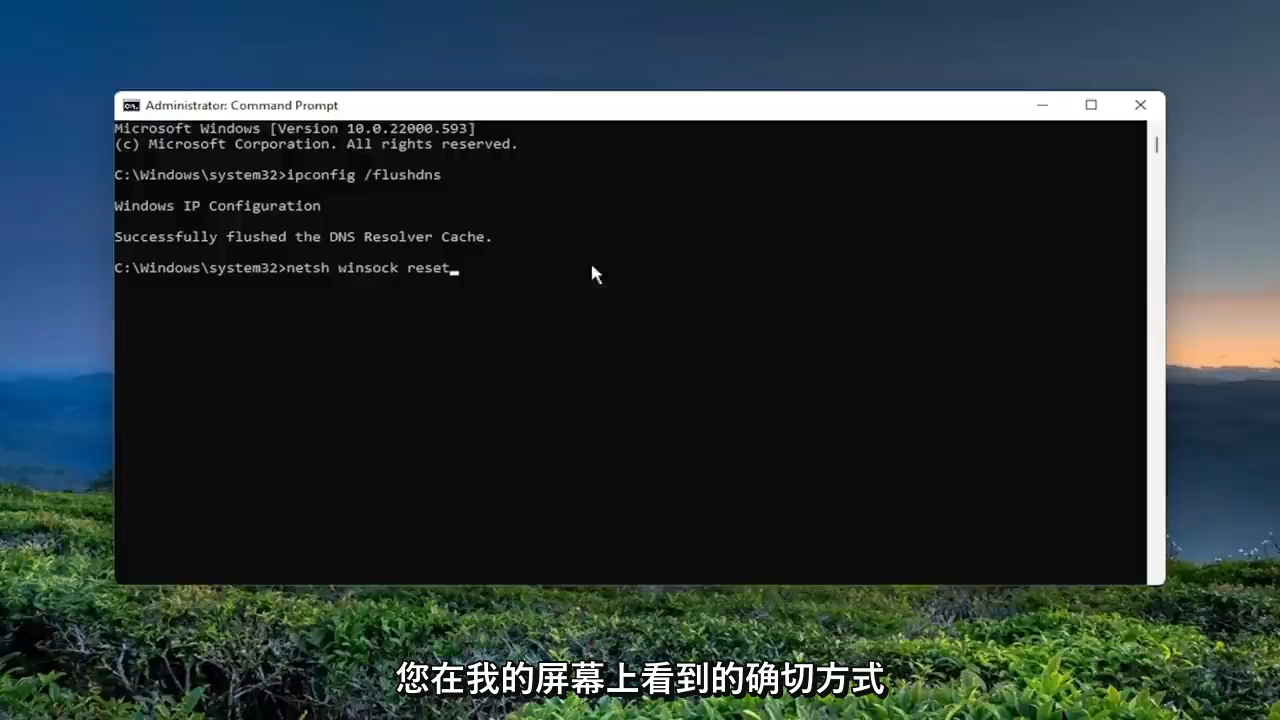 Administrator: Command Prompt
Microsoft Windows [Version 10.0.22000.593]
(c) Microsoft Corporation. All rights reserved.
C:\Windows\system32>ipconfig /flushdns
Windows IP Configuration
Successfully flushed the DNS Resolver Cache.
C:\Windows\system32>netsh winsock reset
您在我的屏幕上看到的确切方式